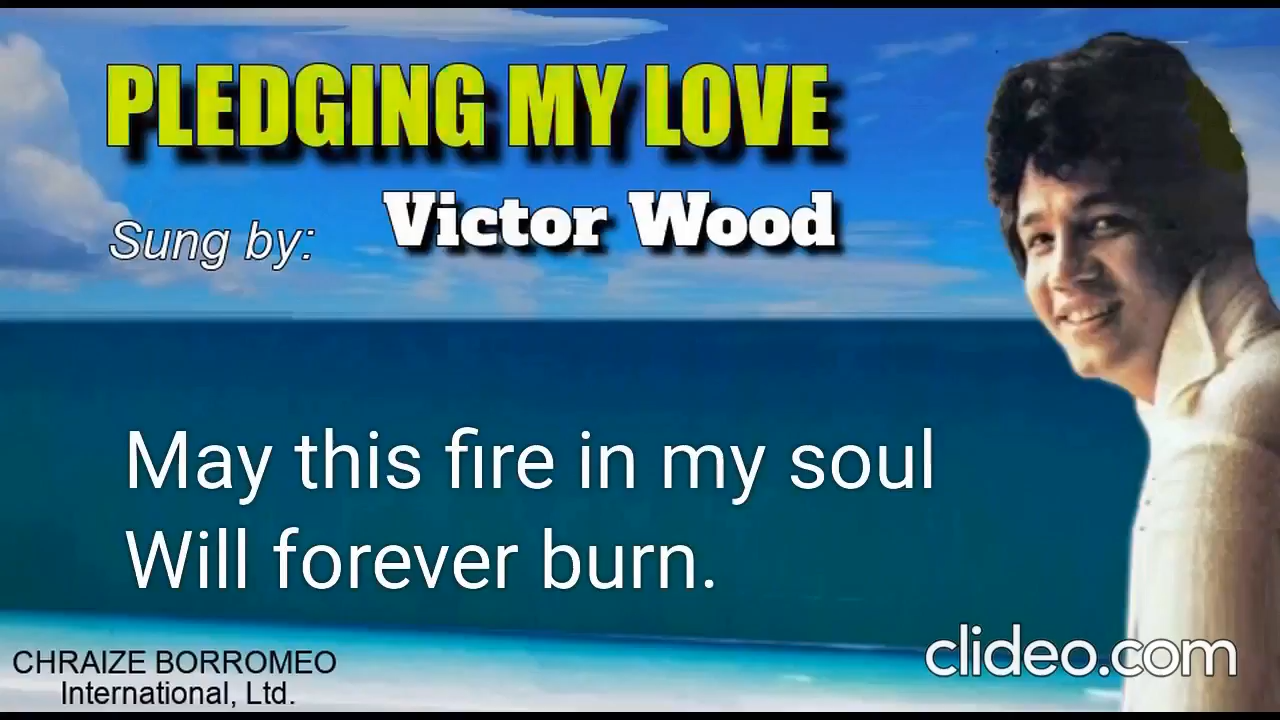 PLEDGING MY LOVE
Sung by: Victor Wood
May this fire in my soul
Will forever burn.
CHRAIZE BORROMEO
International, Ltd.
clideo.com